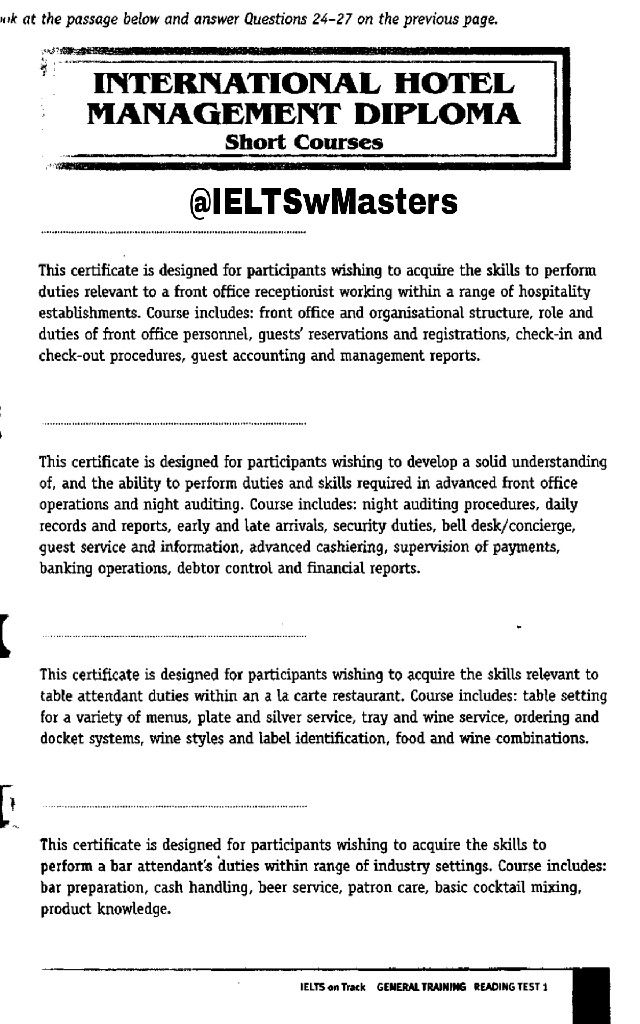 at the passage below and answer Questions 24-27 on the previous page.
INTERNATIONAL HOTEL
MANAGEMENT DIPLOMA
Short Courses
@IELTSwMasters
This certificate is designed for participants wishing to acquire the skills to perform
duties relevant to a front office receptionist working within a range of hospitality
establishments. Course includes: front office and organisational structure, role and
duties of front office personnel, guests' reservations and registrations, check-in and
check-out procedures, guest accounting and management reports.
This certificate is designed for participants wishing to develop a solid understanding
of, and the ability to perform duties and skills required in advanced front office
operations and night auditing. Course includes: night auditing procedures, daily
records and reports, early and late arrivals, security duties, bell desk/concierge,
guest service and information, advanced cashiering, supervision of payments,
banking operations, debtor control and financial reports.
This certificate is designed for participants wishing to acquire the skills relevant to
table attendant duties within an a la carte restaurant. Course includes: table setting
for a variety of menus, plate and silver service, tray and wine service, ordering and
docket systems, wine styles and label identification, food and wine combinations.
This certificate is designed for participants wishing to acquire the skills to
perform a bar attendant's duties within range of industry settings. Course includes:
bar preparation, cash handling, beer service, patron care, basic cocktail mixing,
product knowledge.
IELTS on Track GENERAL TRAINING READING TEST 1